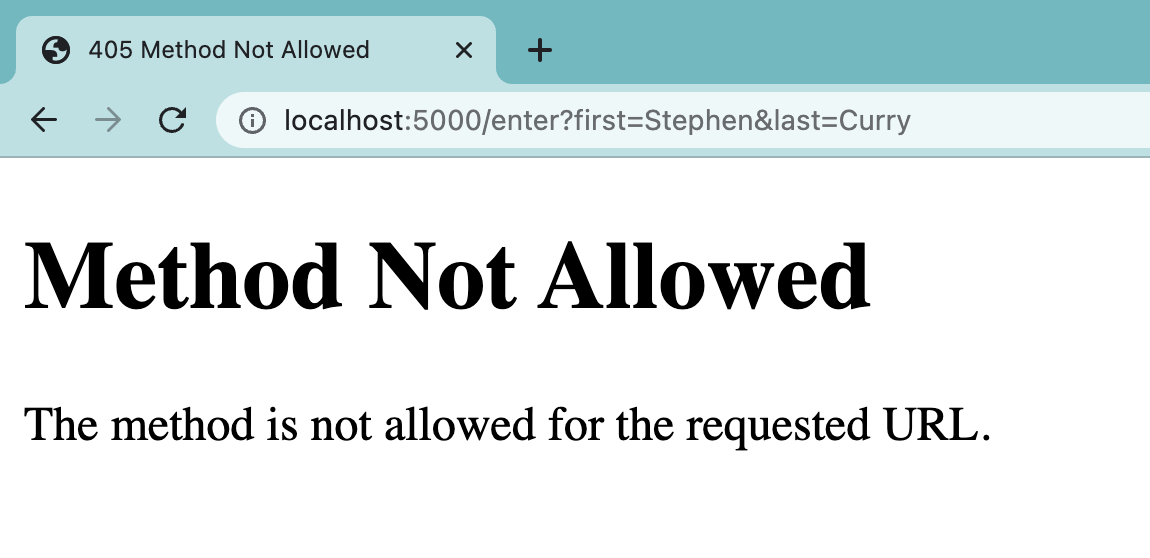 405 Method Not Allowed
localhost:5000/enter?first=Stephen&last=Curry
Method Not Allowed
The method is not allowed for the requested URL.